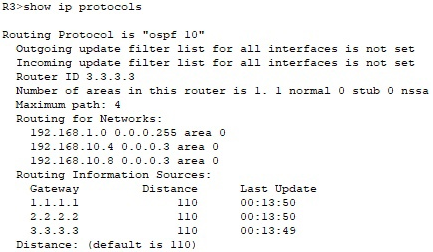 R3>show ip protocols
Routing Protocol is "ospf 10"
Outgoing update filter list for all interfaces is not set
Incoming update filter list for all interfaces is not set
Router ID 3.3.3.3
Number of areas in this router is 1. 1 normal 0 stub 0 nssa
Maximum path: 4
Routing for Networks:
192.168.1.0 0.0.0.255 area 0
192.168.10.4 0.0.0.3 area 0
192.168.10.8 0.0.0.3 area 0
Routing Information Sources:
Gateway Distance Last Update
1.1.1.1 110 00:13:50
2.2.2.2 110 00:13:50
3.3.3.3 110 00:13:49
Distance: (default is 110)